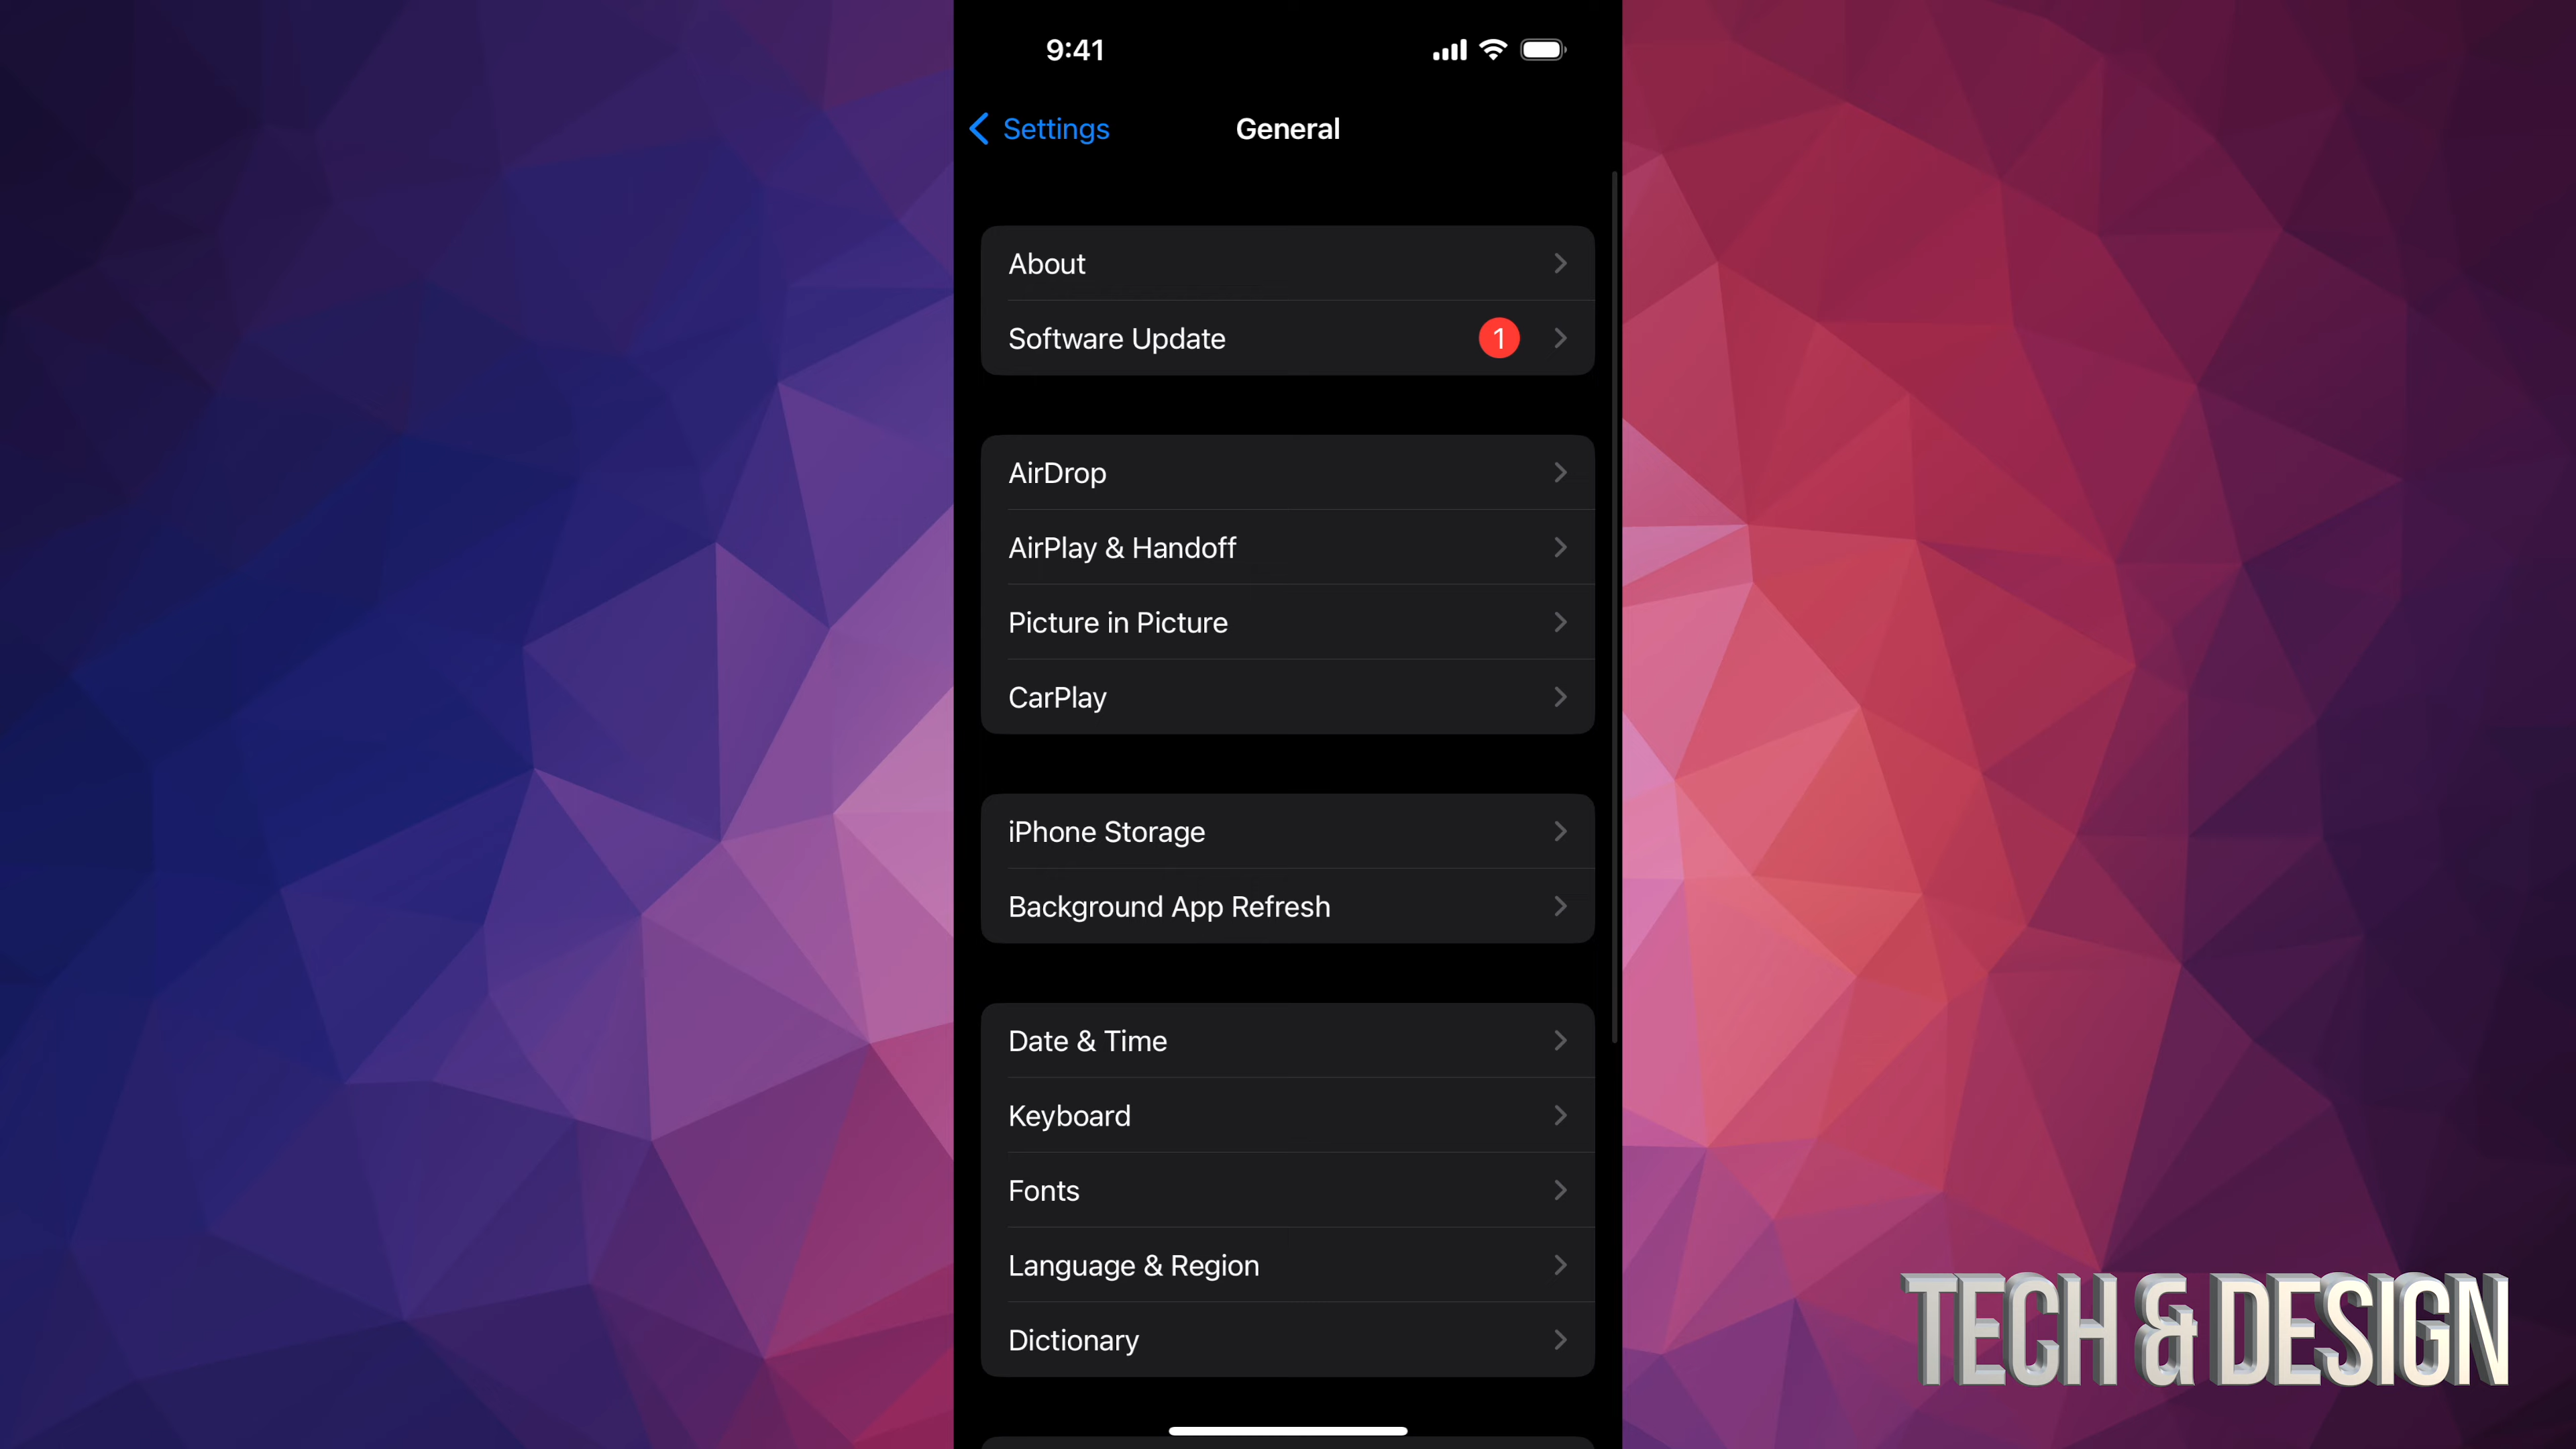 9:41
Settings
General
About
Software Update 1
AirDrop
AirPlay & Handoff
Picture in Picture
CarPlay
iPhone Storage
Background App Refresh
Date & Time
Keyboard
Fonts
Language & Region
Dictionary
TECH & DESIGN